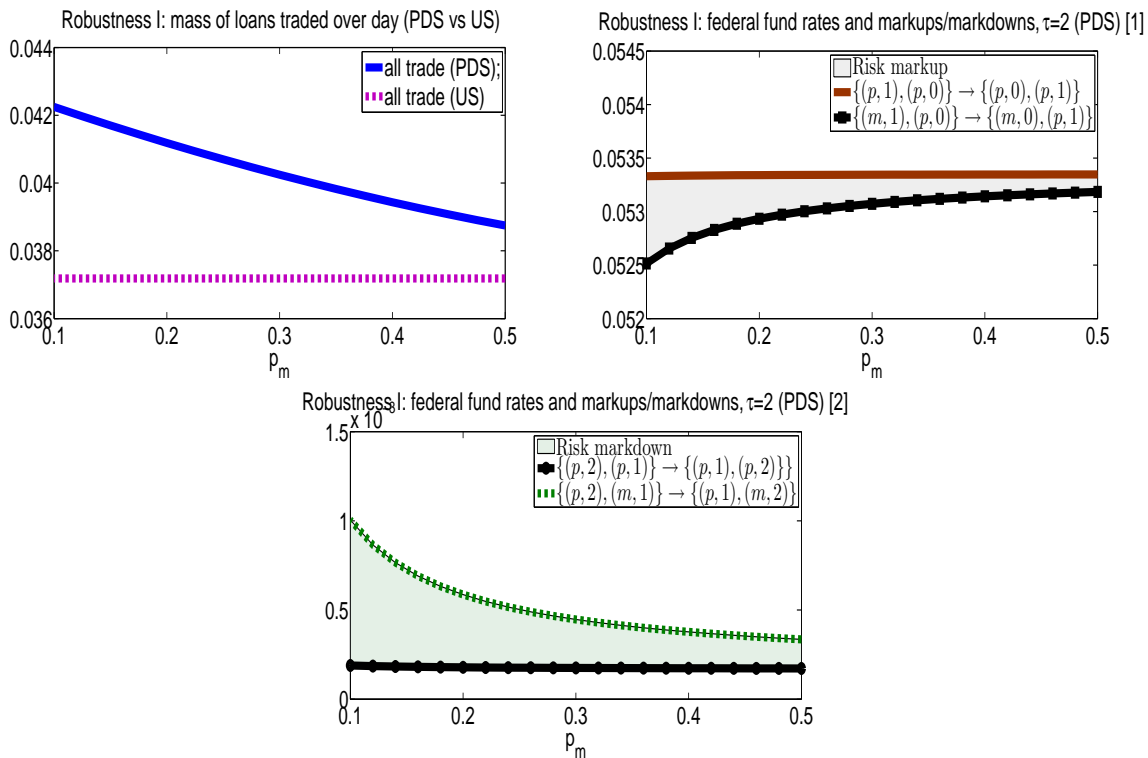 Robustness I: mass of loans traded over day (PDS vs US)
0.044
0.042
0.04
0.038
0.036
0.1
0.2
0.3
0.4
0.5
p_m
all trade (PDS);
all trade (US)
Robustness I: federal fund rates and markups/markdowns, τ=2 (PDS) [1]
0.0545
0.054
0.0535
0.053
0.0525
0.052
0.1
0.2
0.3
0.4
0.5
p_m
Risk markup
{(p, 1), (p, 0)} → {(p, 0), (p, 1)}
{(m, 1), (p, 0)} → {(m, 0), (p, 1)}
Robustness I: federal fund rates and markups/markdowns, τ=2 (PDS) [2]
1.5
1
0.5
0
0.1
0.2
0.3
0.4
0.5
p_m
Risk markdown
{(p, 2), (p, 1)} → {(p, 1), (p, 2)}}
{(p, 2), (m, 1)} → {(p, 1), (m, 2)}